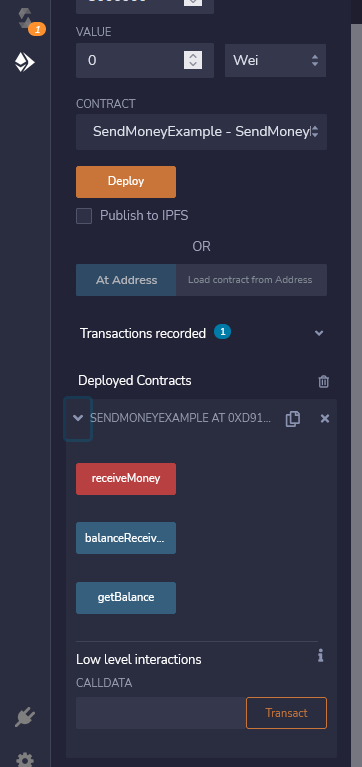 1
VALUE
0
Wei
CONTRACT
SendMoneyExample - SendMoney
Deploy
Publish to IPFS
OR
At Address
Load contract from Address
Transactions recorded 1
Deployed Contracts
SENDMONEYEXAMPLE AT 0XD91...
receiveMoney
balanceReceiv...
getBalance
Low level interactions
CALLDATA
Transact